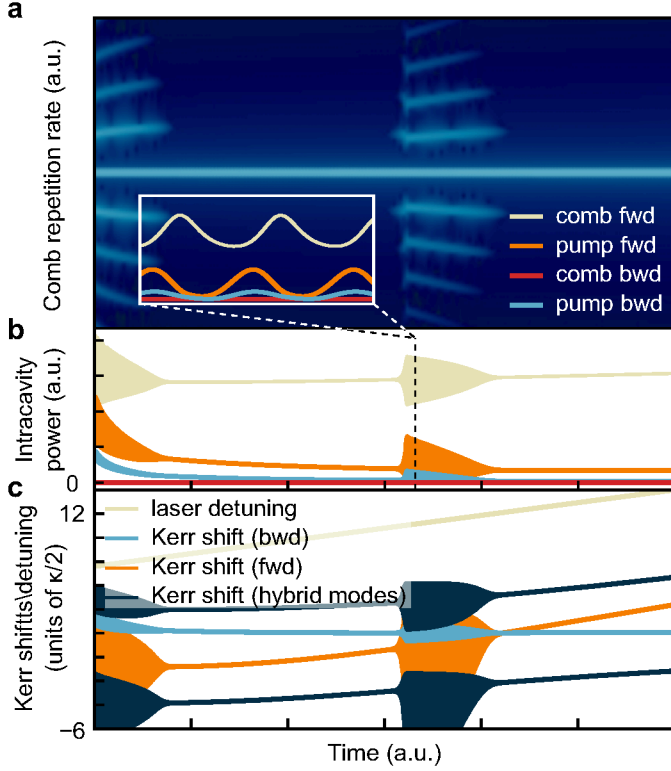 a
Comb repetition rate (a.u.)
comb fwd
pump fwd
comb bwd
pump bwd
b
Intracavity
power (a.u.)
0
c
Kerr shiftts\detuning
(units of κ/2)
12
laser detuning
Kerr shift (bwd)
Kerr shift (fwd)
Kerr shift (hybrid modes)
−6
Time (a.u.)